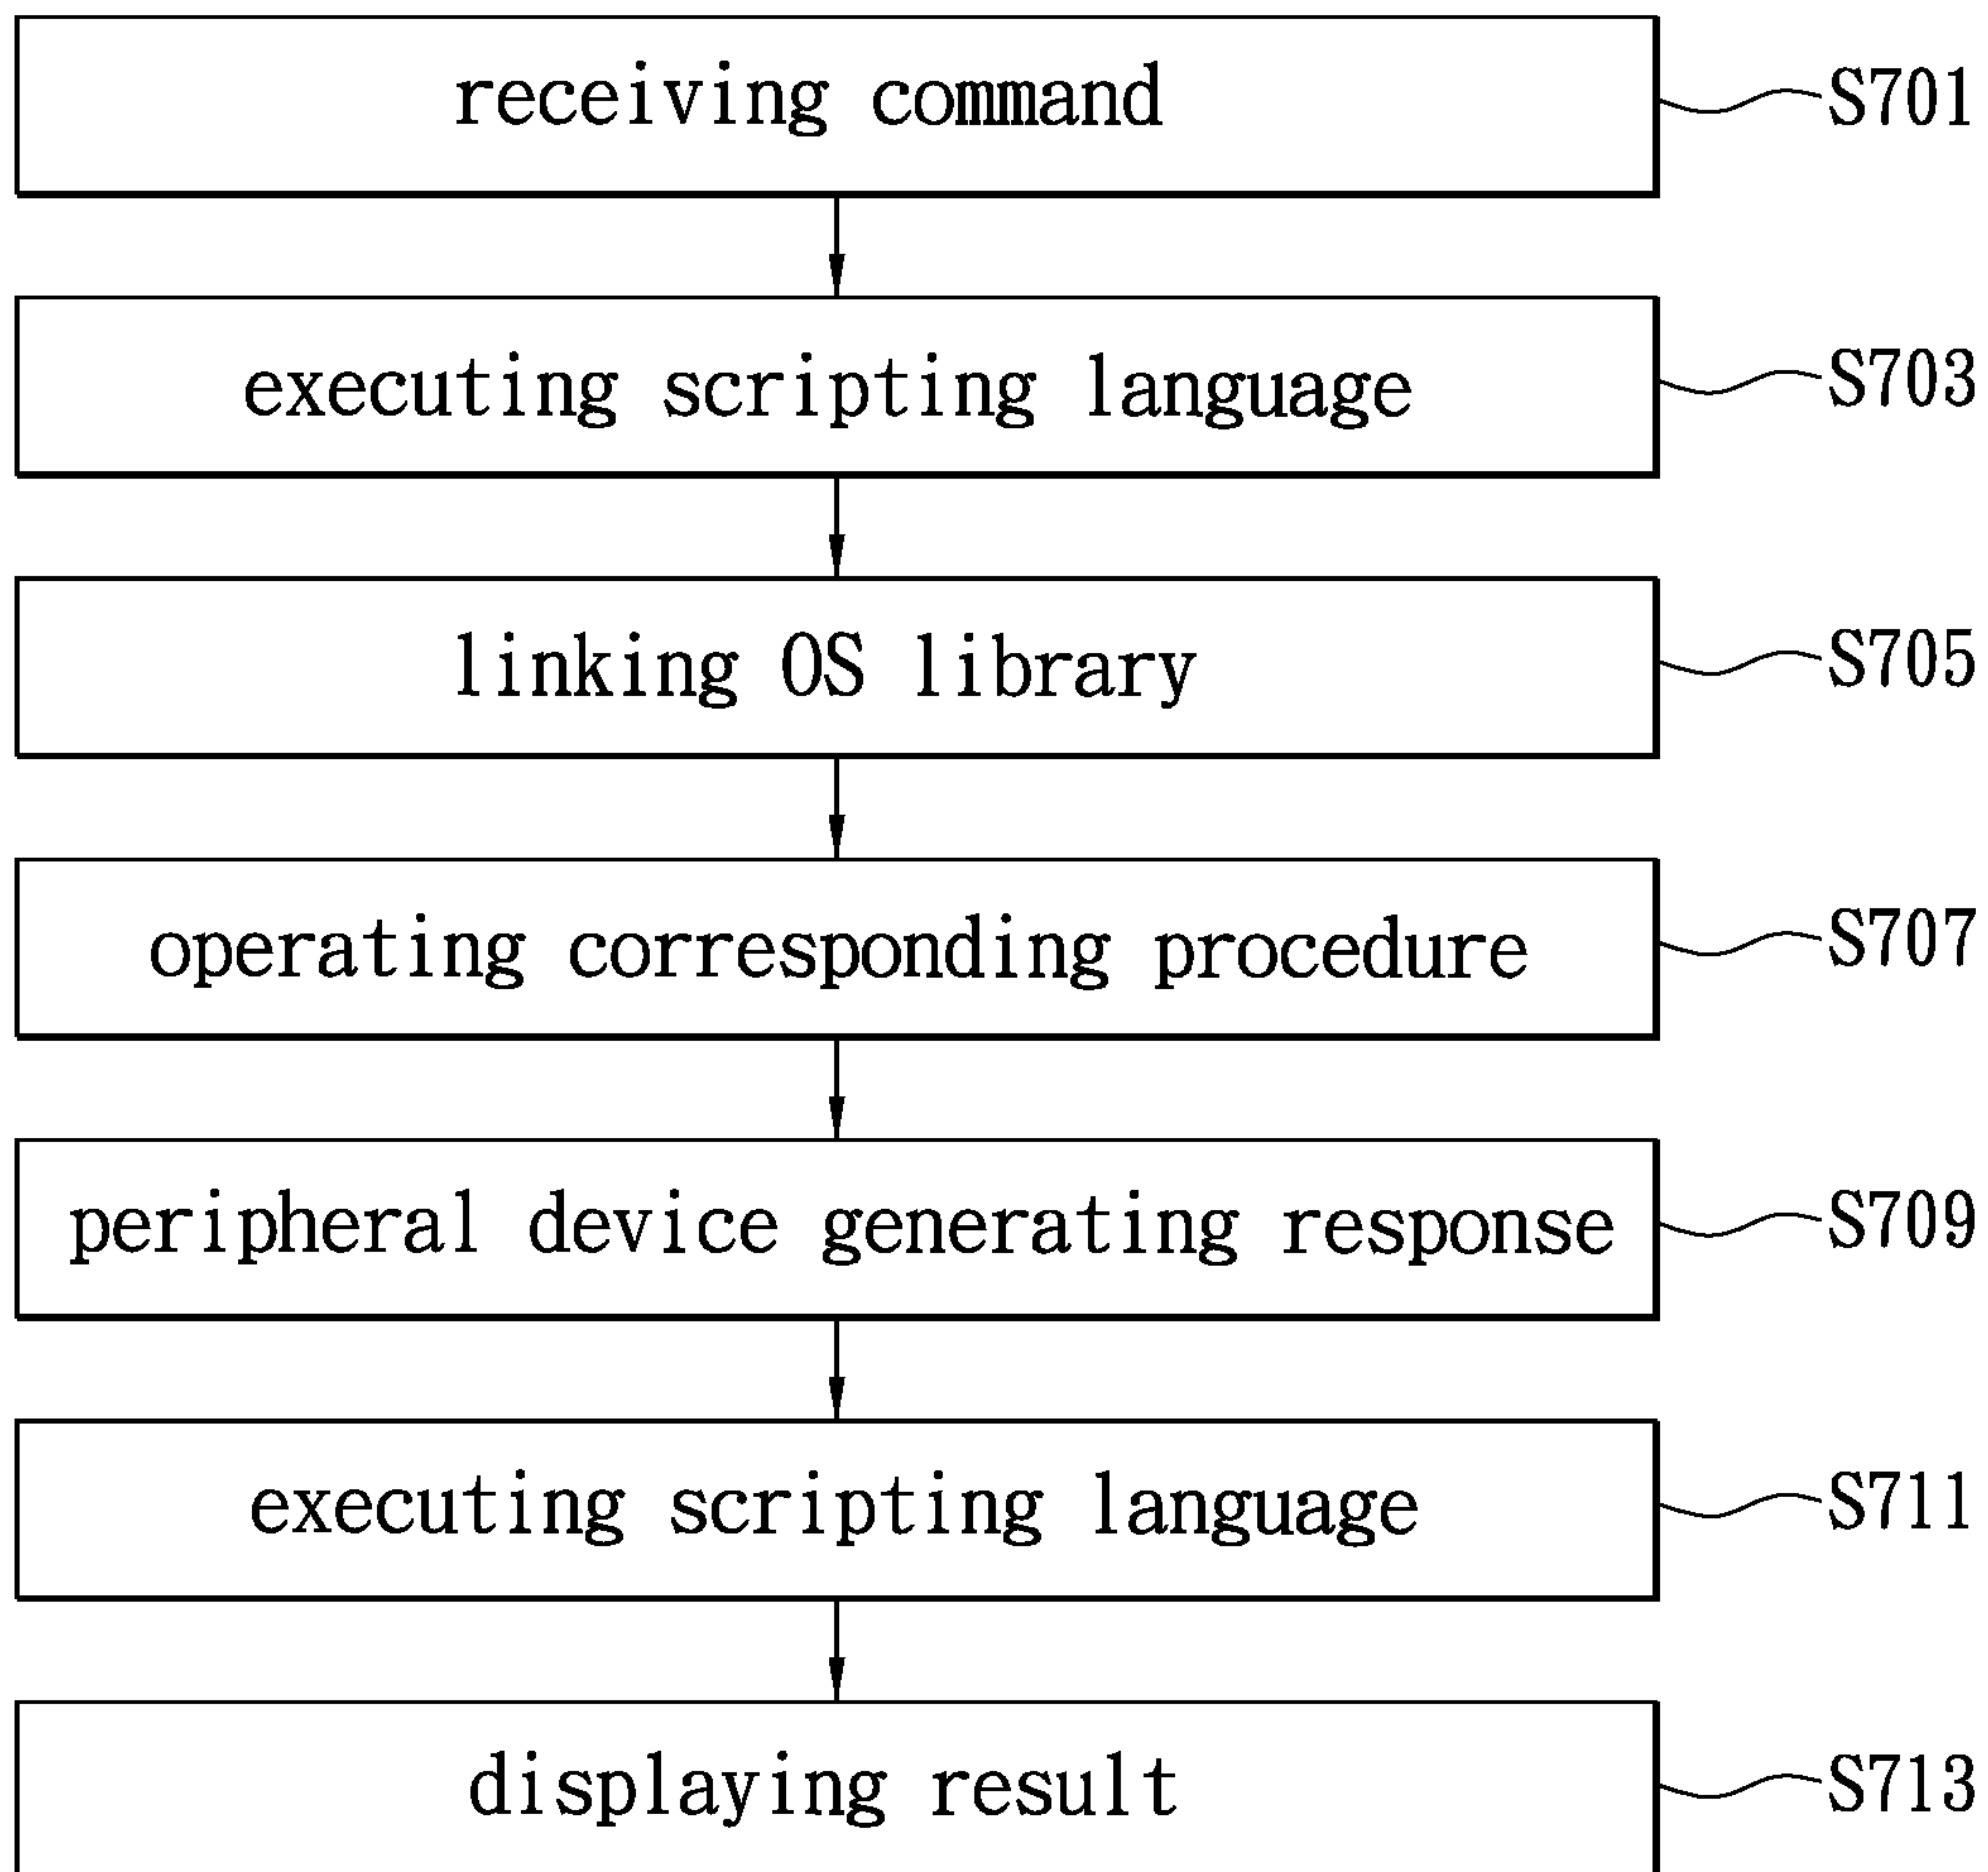 receiving command S701
executing scripting language S703
linking OS library S705
operating corresponding procedure S707
peripheral device generating response S709
executing scripting language S711
displaying result S713